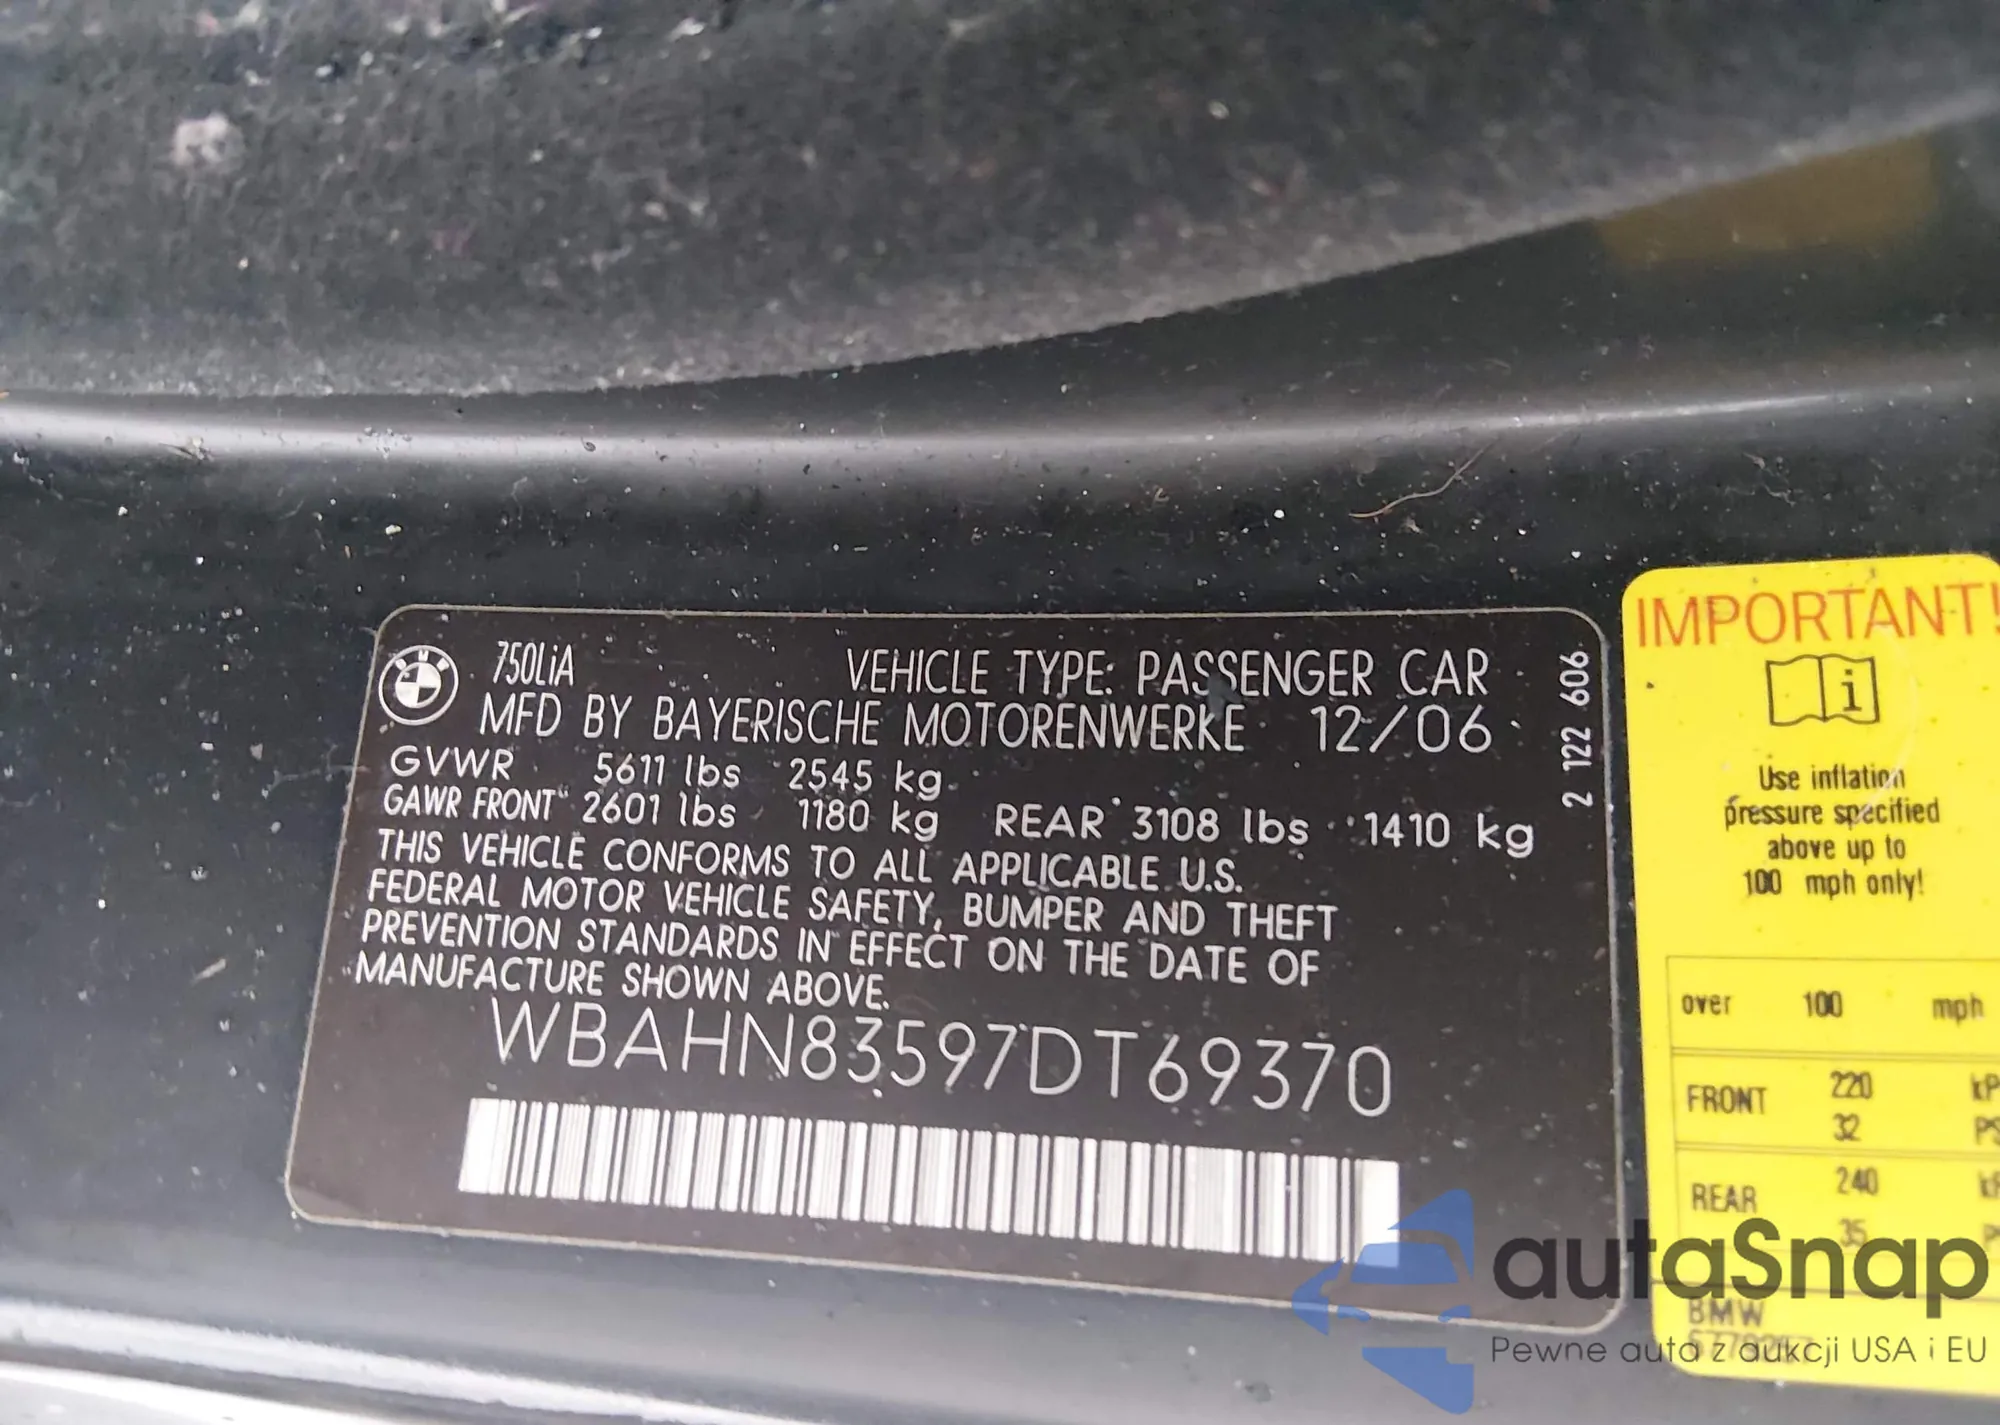 750LiA VEHICLE TYPE: PASSENGER CAR
MFD BY BAYERISCHE MOTORENWERKE 12/06
GVWR 5611 lbs 2545 kg
GAWR FRONT 2601 lbs 1180 kg REAR 3108 lbs 1410 kg
THIS VEHICLE CONFORMS TO ALL APPLICABLE U.S.
FEDERAL MOTOR VEHICLE SAFETY, BUMPER AND THEFT
PREVENTION STANDARDS IN EFFECT ON THE DATE OF
MANUFACTURE SHOWN ABOVE.
WBAHN83597DT69370
2 122 606
IMPORTANT!
i
Use inflation
pressure specified
above up to
100 mph only!
over 100 mph
FRONT 220
32
REAR 240
35
BMW
autaSnap
Pewne auta z aukcji USA i EU